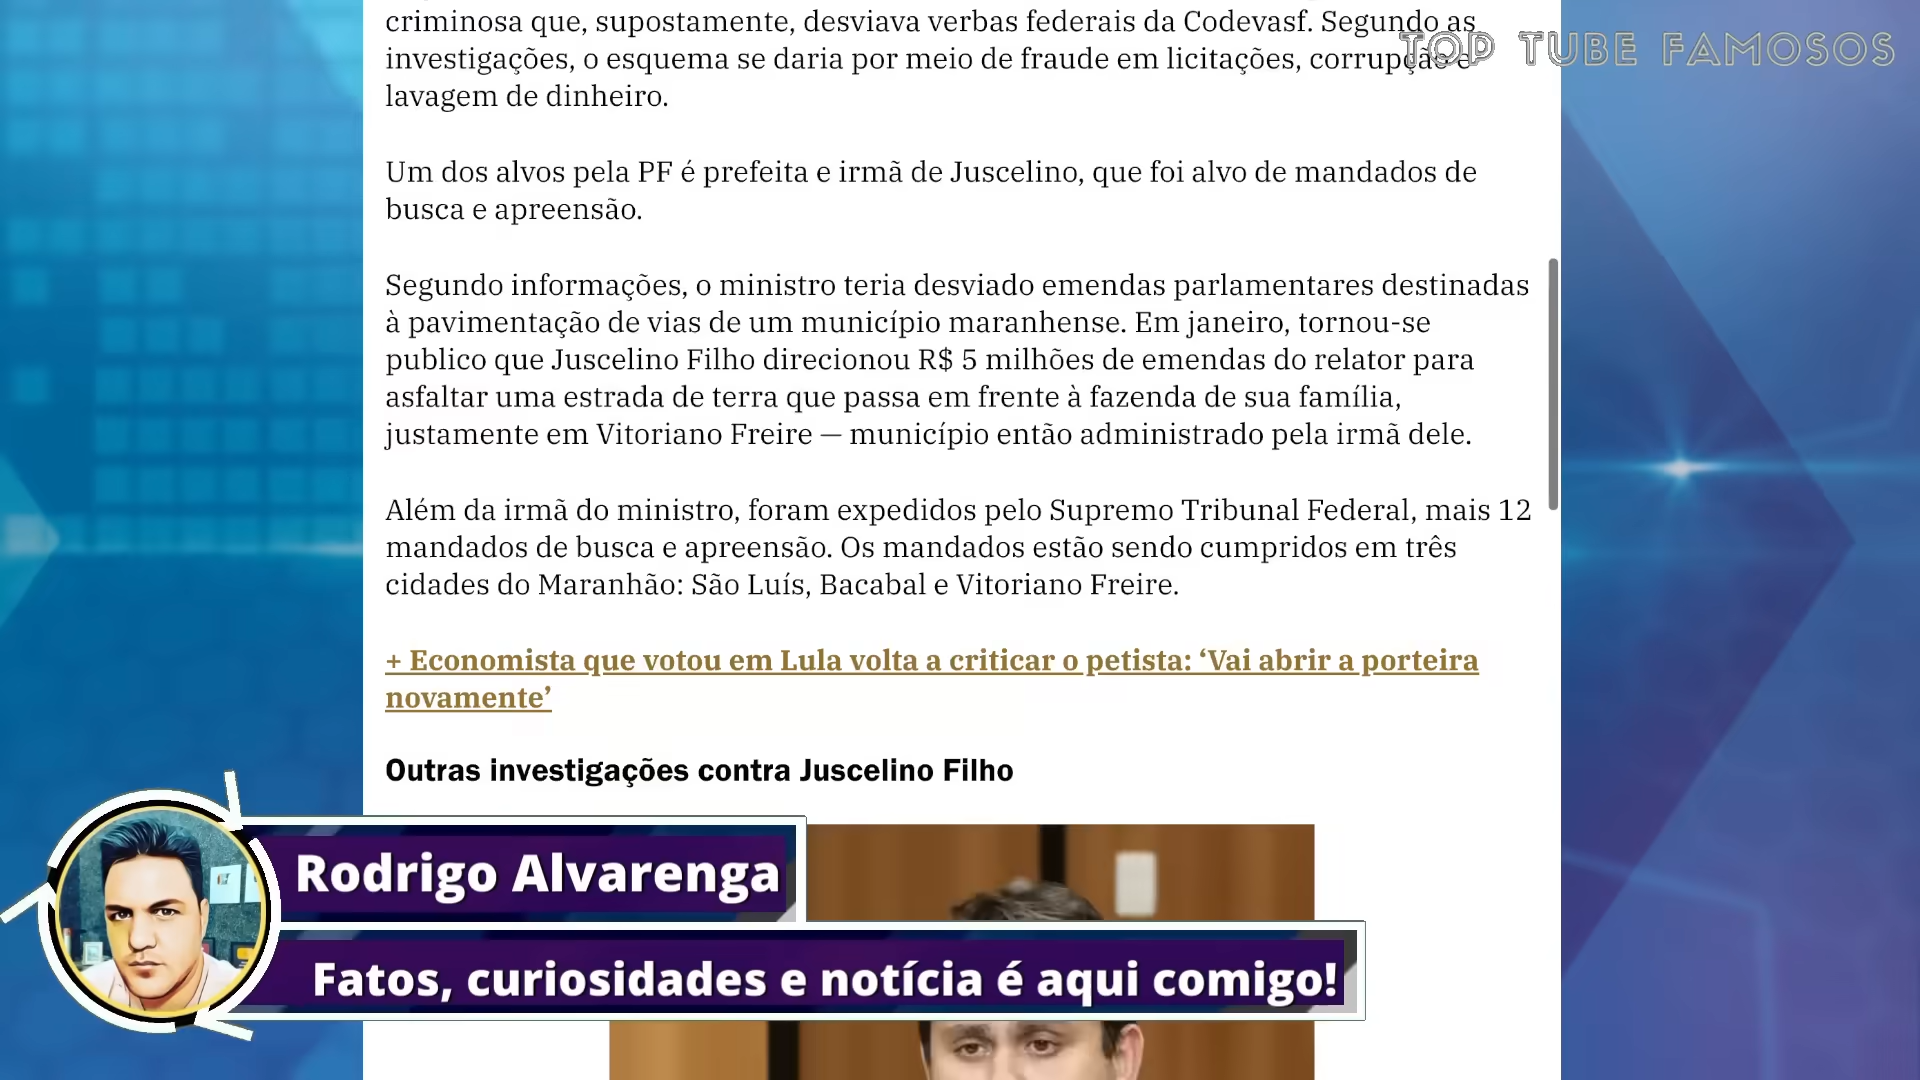 criminosa que, supostamente, desviava verbas federais da Codevasf. Segundo as
investigações, o esquema se daria por meio de fraude em licitações, corrupção e
lavagem de dinheiro.
TOP TUBE FAMOSOS
Um dos alvos pela PF é prefeita e irmã de Juscelino, que foi alvo de mandados de
busca e apreensão.
Segundo informações, o ministro teria desviado emendas parlamentares destinadas
à pavimentação de vias de um município maranhense. Em janeiro, tornou-se
publico que Juscelino Filho direcionou R$ 5 milhões de emendas do relator para
asfaltar uma estrada de terra que passa em frente à fazenda de sua família,
justamente em Vitoriano Freire — município então administrado pela irmã dele.
Além da irmã do ministro, foram expedidos pelo Supremo Tribunal Federal, mais 12
mandados de busca e apreensão. Os mandados estão sendo cumpridos em três
cidades do Maranhão: São Luís, Bacabal e Vitoriano Freire.
+ Economista que votou em Lula volta a criticar o petista: ‘Vai abrir a porteira
novamente’
Outras investigações contra Juscelino Filho
Rodrigo Alvarenga
Fatos, curiosidades e notícia é aqui comigo!